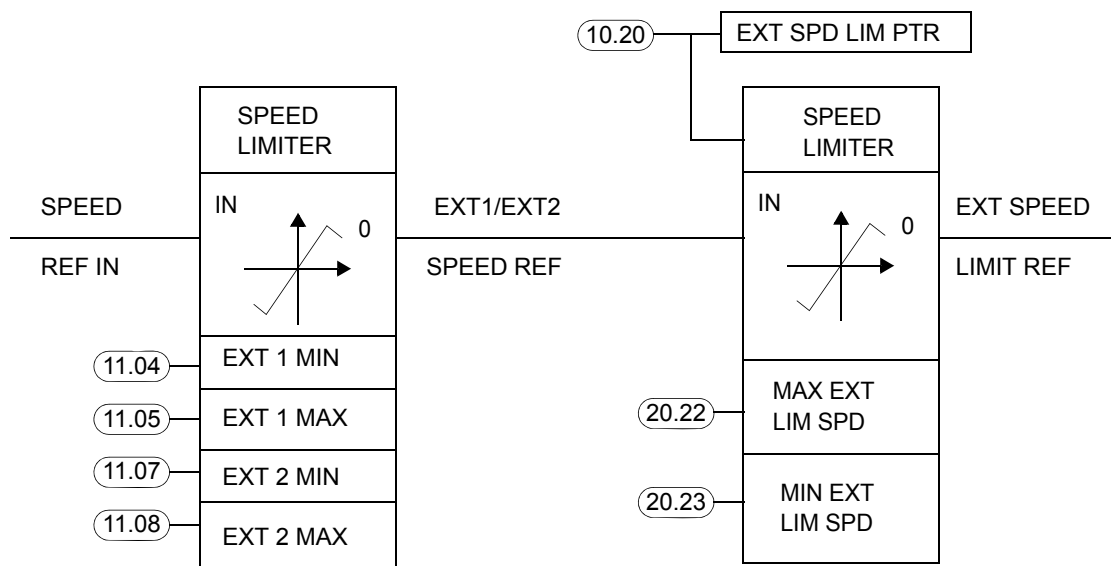 10.20
EXT SPD LIM PTR
SPEED
LIMITER
SPEED
LIMITER
SPEED
REF IN
IN
0
EXT1/EXT2
SPEED REF
IN
0
EXT SPEED
LIMIT REF
11.04
EXT 1 MIN
11.05
EXT 1 MAX
11.07
EXT 2 MIN
11.08
EXT 2 MAX
20.22
MAX EXT
LIM SPD
20.23
MIN EXT
LIM SPD